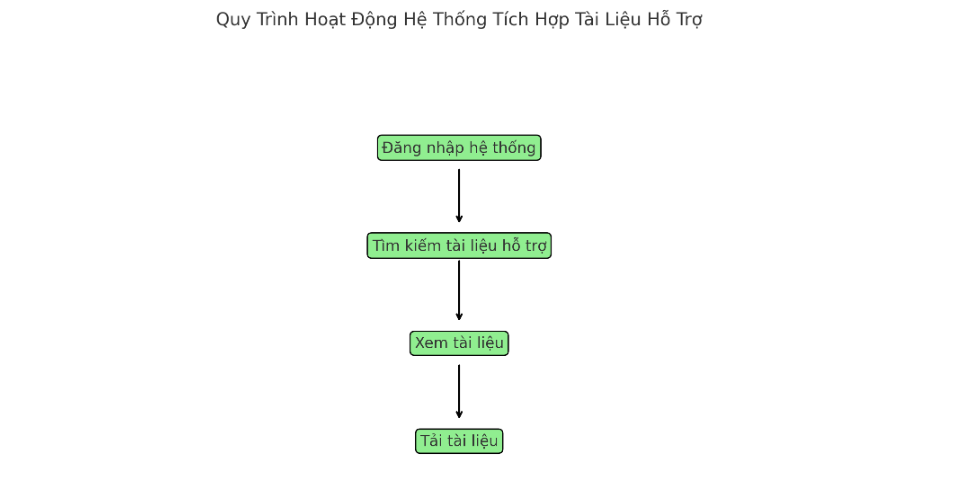 Quy Trình Hoạt Động Hệ Thống Tích Hợp Tài Liệu Hỗ Trợ
Đăng nhập hệ thống
Tìm kiếm tài liệu hỗ trợ
Xem tài liệu
Tải tài liệu